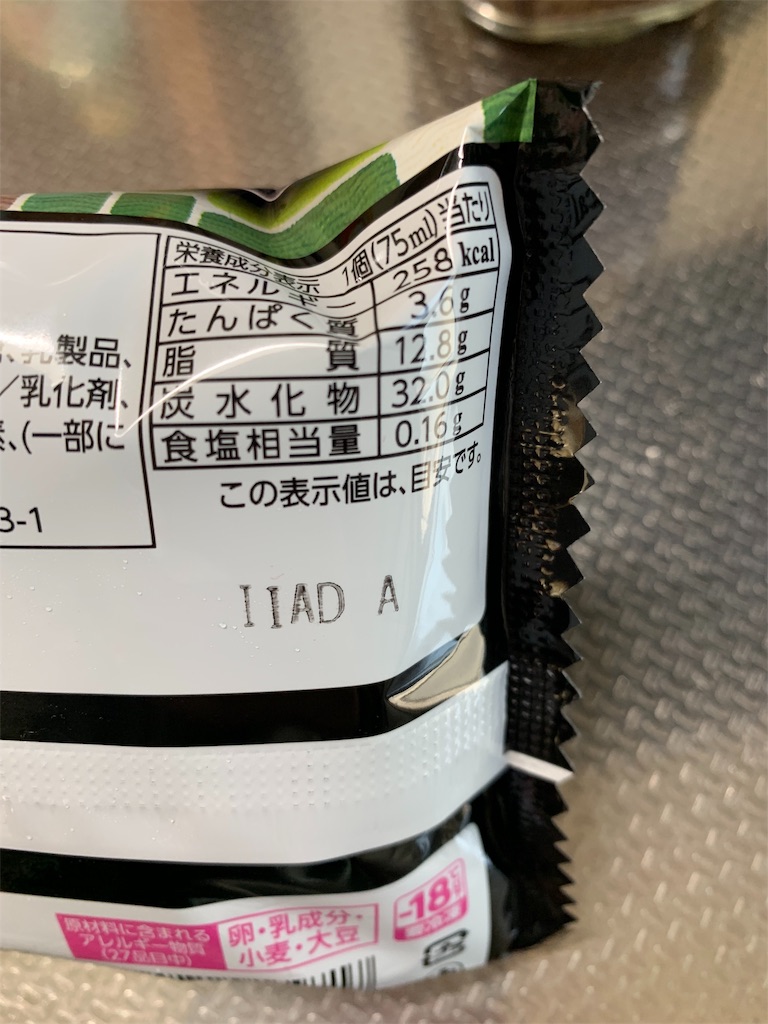 栄養成分表示 1個(75ml)当たり
エネルギー 258 kcal
たんぱく質 3.6g
脂質 12.8g
炭水化物 32.0g
食塩相当量 0.16g
この表示値は、目安です。
乳製品、
/乳化剤、
素、(一部に
3-1
IIAD A
原材料に含まれる
アレルギー物質
(27品目中)
卵・乳成分・
小麦・大豆
-18℃